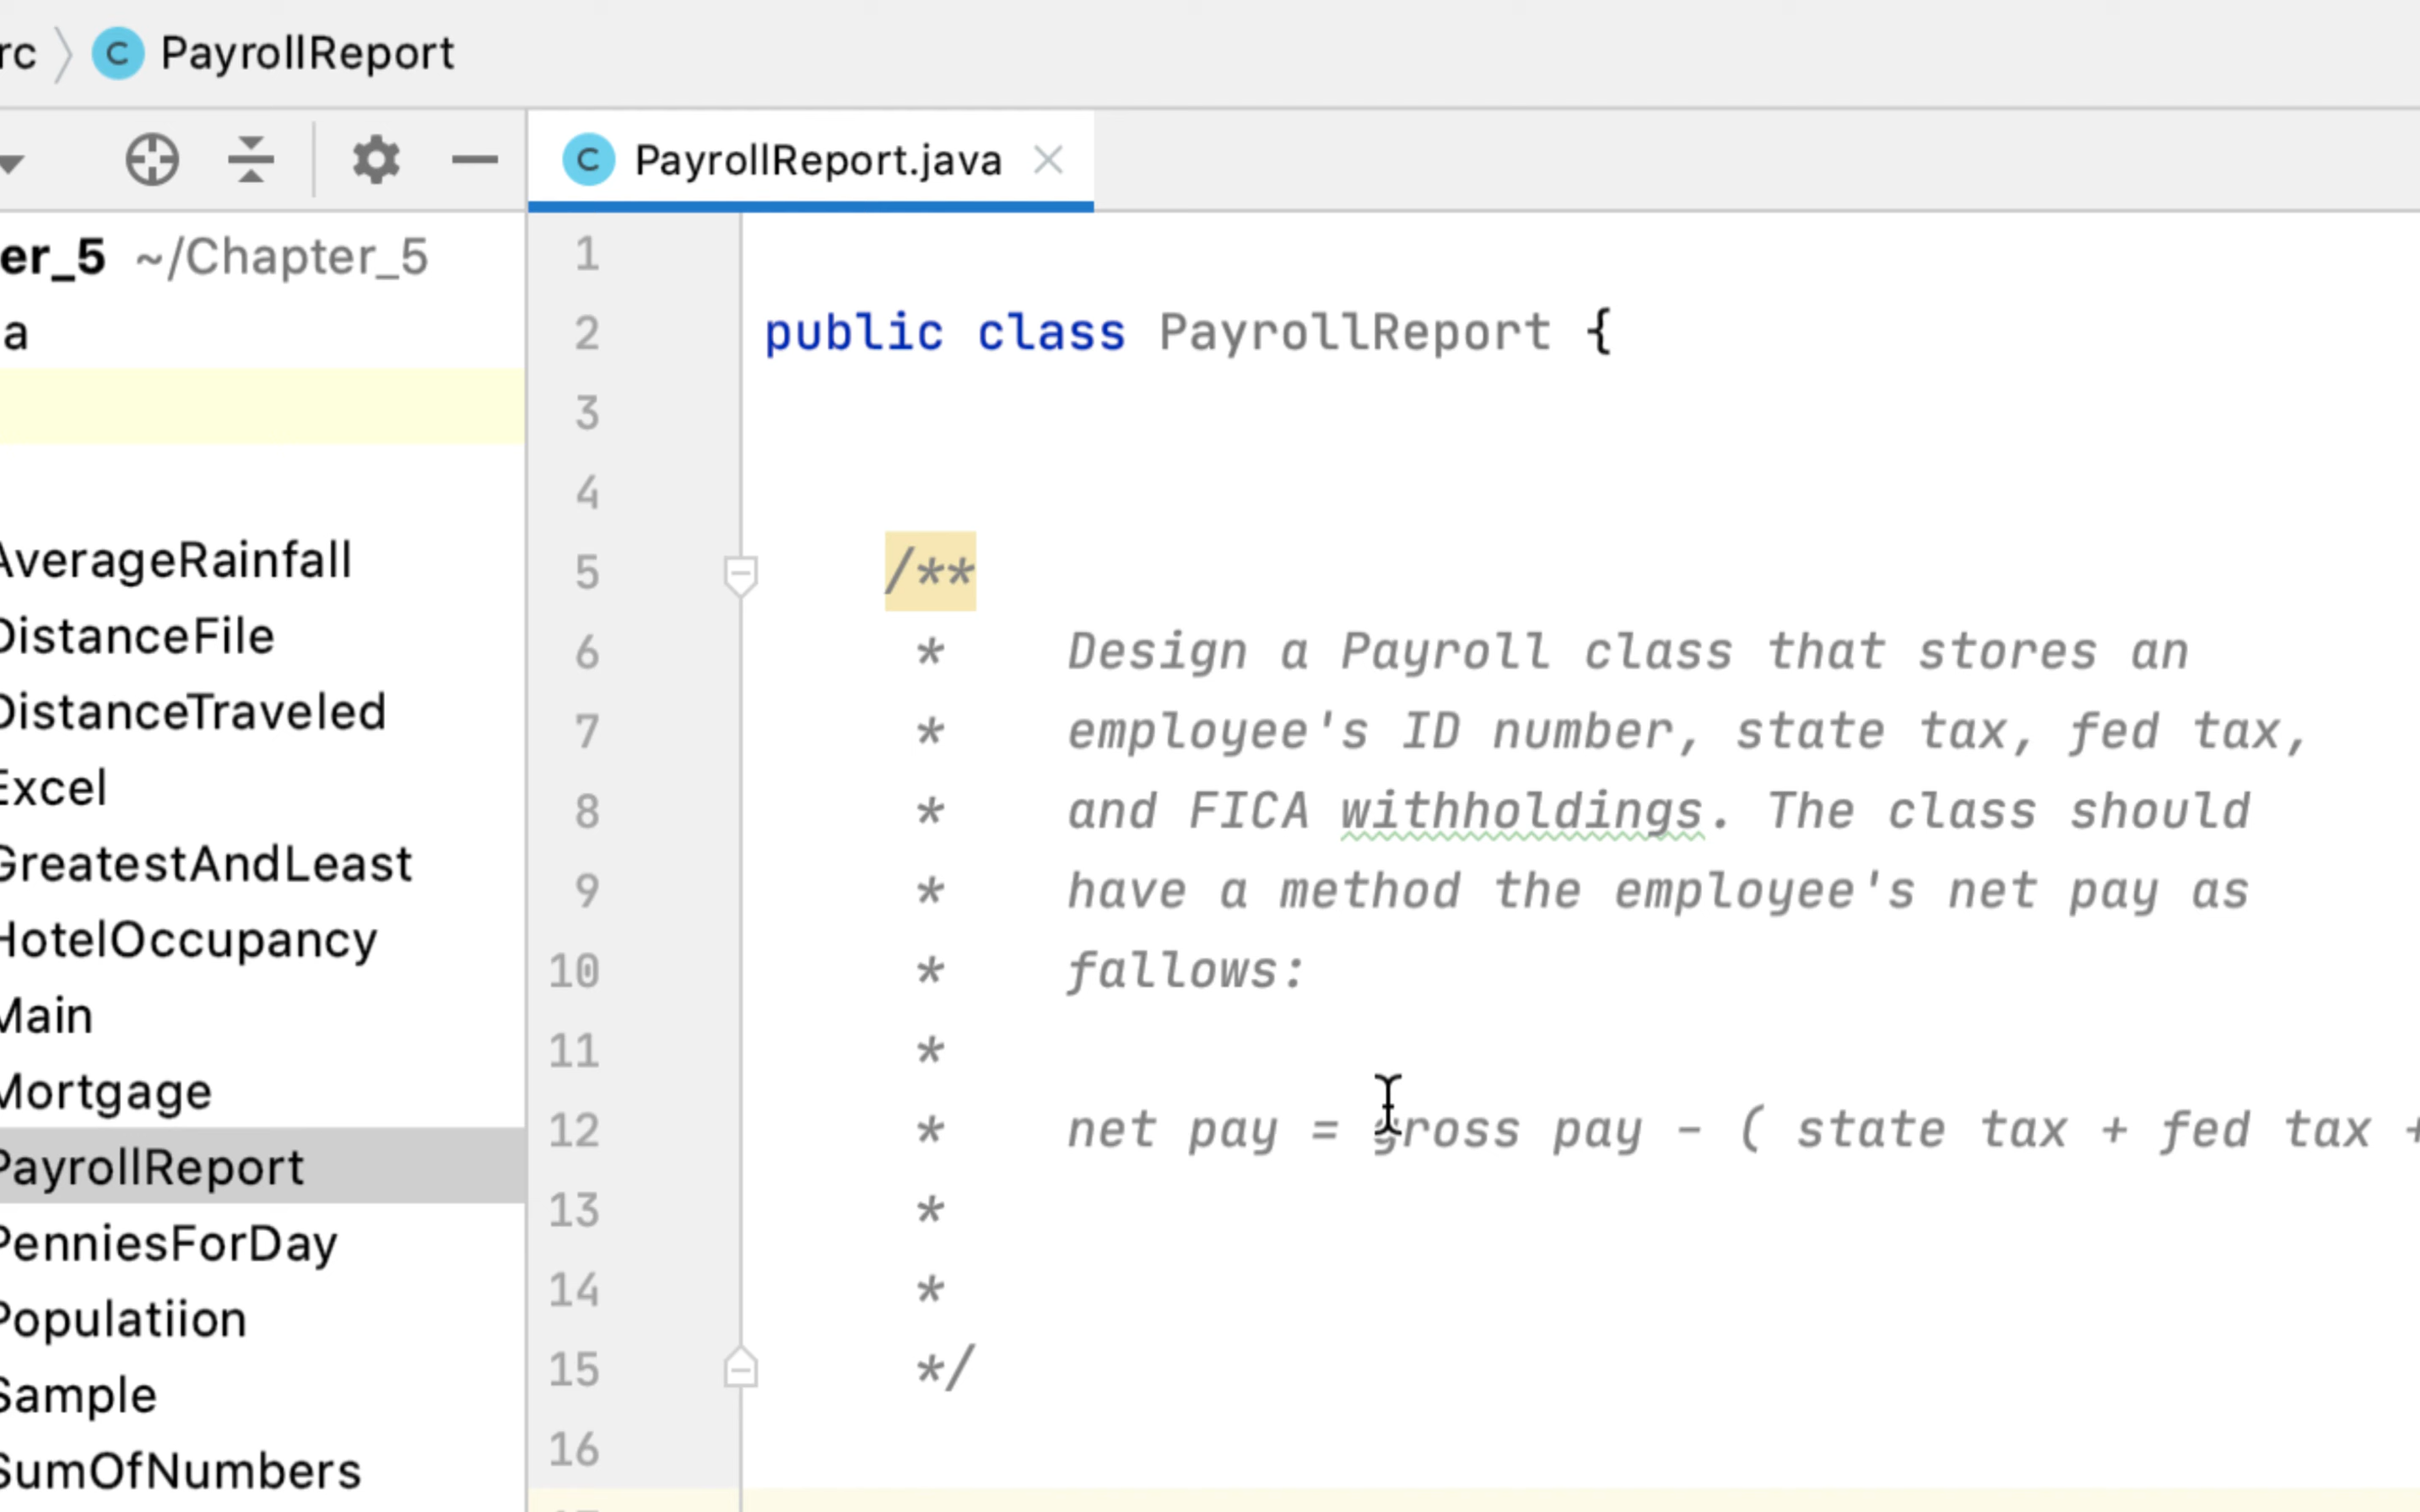 rc 〉 C PayrollReport
C PayrollReport.java
er_5 ~/Chapter_5
a
AverageRainfall
DistanceFile
DistanceTraveled
Excel
GreatestAndLeast
HotelOccupancy
Main
Mortgage
PayrollReport
PenniesForDay
Populatiion
Sample
SumOfNumbers
1
2 public class PayrollReport {
3
4
5 /**
6 * Design a Payroll class that stores an
7 * employee's ID number, state tax, fed tax,
8 * and FICA withholdings. The class should
9 * have a method the employee's net pay as
10 * fallows:
11 *
12 * net pay = gross pay - ( state tax + fed tax +
13 *
14 *
15 */
16